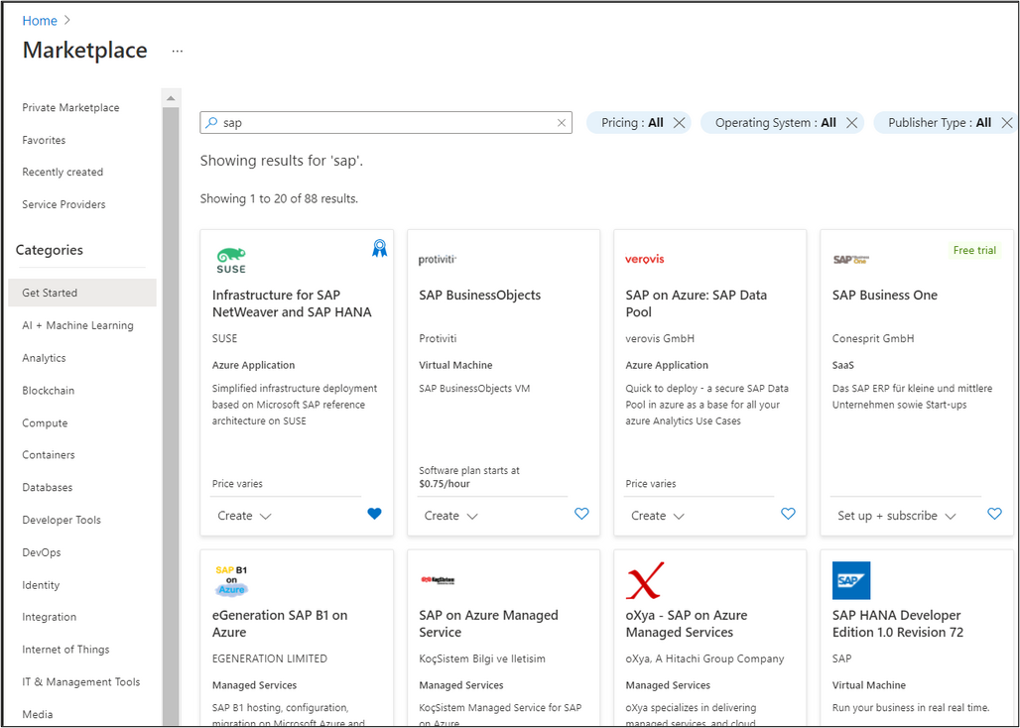 Home >
Marketplace ...
Private Marketplace
Favorites
Recently created
Service Providers
Categories
Get Started
AI + Machine Learning
Analytics
Blockchain
Compute
Containers
Databases
Developer Tools
DevOps
Identity
Integration
Internet of Things
IT & Management Tools
Media
sap
Pricing : All
Operating System : All
Publisher Type : All
Showing results for 'sap'.
Showing 1 to 20 of 88 results.
SUSE
Infrastructure for SAP
NetWeaver and SAP HANA
SUSE
Azure Application
Simplified infrastructure deployment
based on Microsoft SAP reference
architecture on SUSE
Price varies
Create
protiviti
SAP BusinessObjects
Protiviti
Virtual Machine
SAP BusinessObjects VM
Software plan starts at
$0.75/hour
Create
verovis
SAP on Azure: SAP Data
Pool
verovis GmbH
Azure Application
Quick to deploy - a secure SAP Data
Pool in azure as a base for all your
azure Analytics Use Cases
Price varies
Create
SAP Business One
Free trial
SAP Business One
Conesprit GmbH
SaaS
Das SAP ERP für kleine und mittlere
Unternehmen sowie Start-ups
Set up + subscribe
SAP B1
on
Azure
eGeneration SAP B1 on
Azure
EGENERATION LIMITED
Managed Services
SAP B1 hosting, configuration,
migration on Microsoft Azure and
KoçSistem
SAP on Azure Managed
Service
KoçSistem Bilgi ve Iletisim
Managed Services
KoçSistem Managed Service for SAP
on Azure
X
oXya - SAP on Azure
Managed Services
oXya, A Hitachi Group Company
Managed Services
oXya specializes in delivering
managed services, and cloud
SAP
SAP HANA Developer
Edition 1.0 Revision 72
SAP
Virtual Machine
Run your business in real real time.